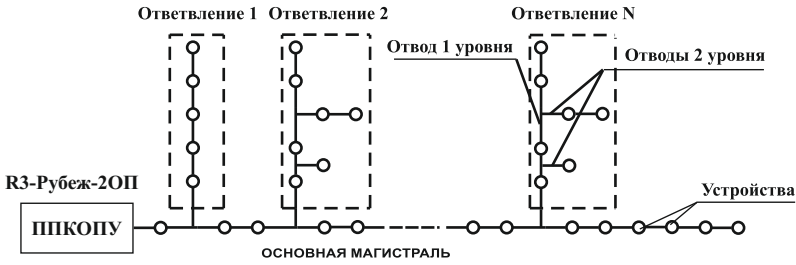 Ответвление 1
Ответвление 2
Ответвление N
Отвод 1 уровня
Отводы 2 уровня
R3-Рубеж-2ОП
ППКОПУ
Устройства
ОСНОВНАЯ МАГИСТРАЛЬ